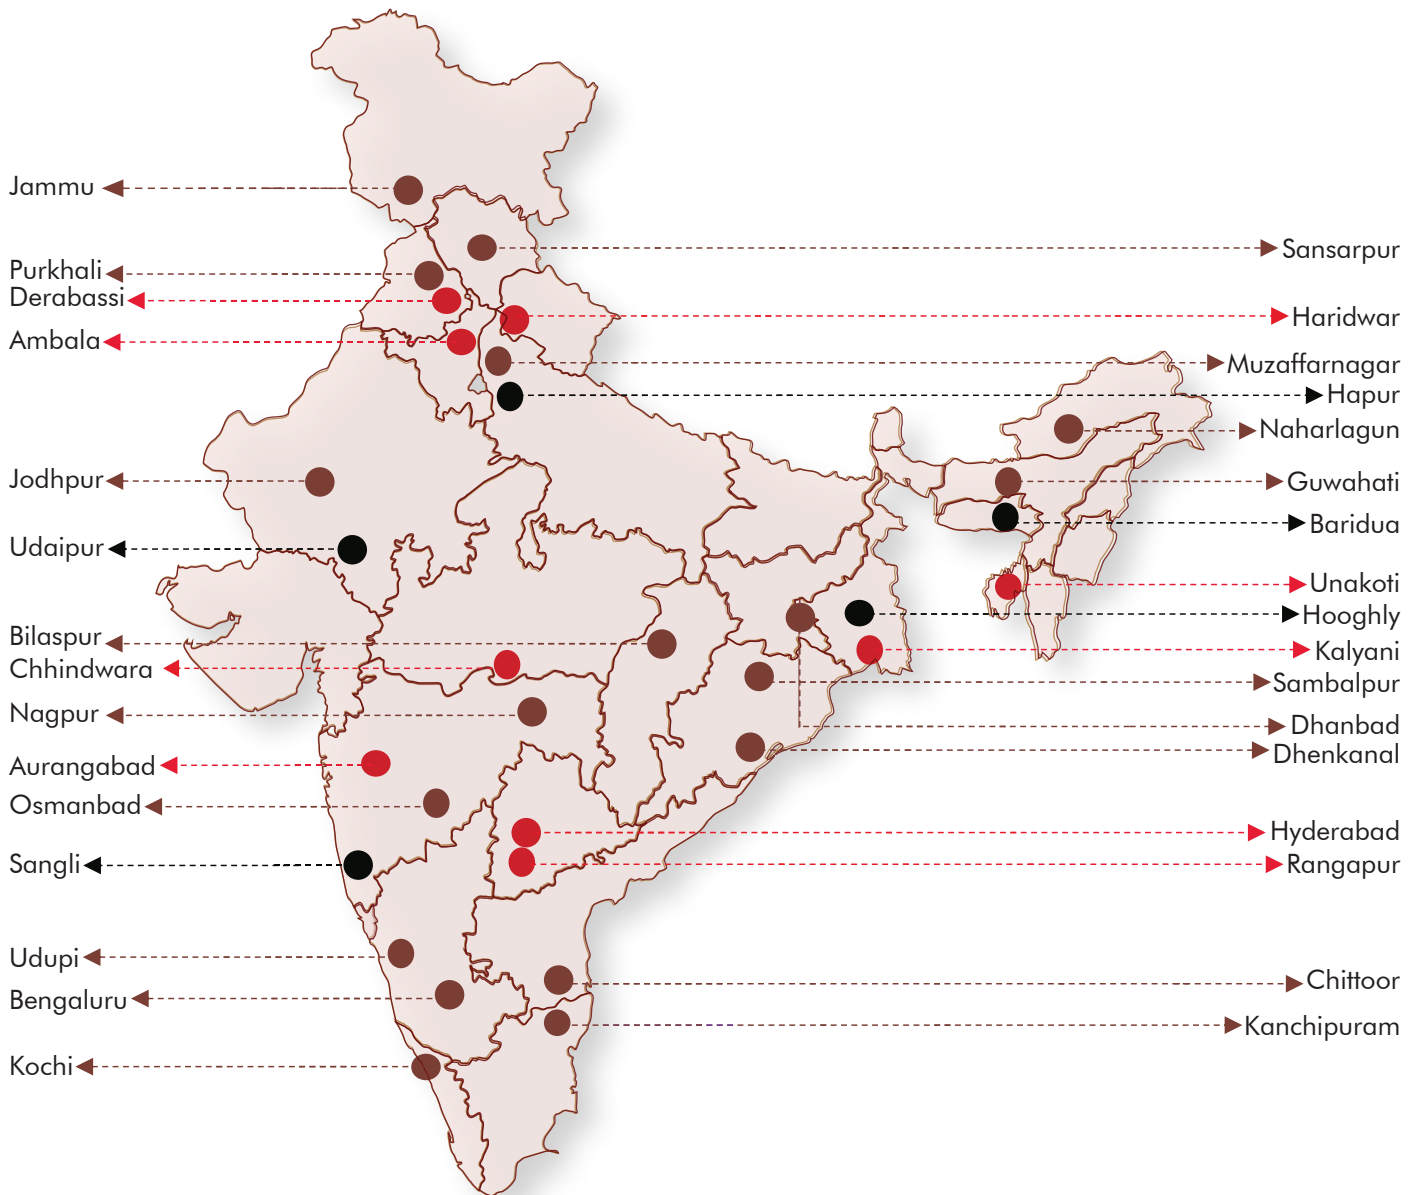 Jammu
Purkhali
Derabassi
Ambala
Jodhpur
Udaipur
Bilaspur
Chhindwara
Nagpur
Aurangabad
Osmanbad
Sangli
Udupi
Bengaluru
Kochi
Sansarpur
Haridwar
Muzaffarnagar
Hapur
Naharlagun
Guwahati
Baridua
Unakoti
Hooghly
Kalyani
Sambalpur
Dhanbad
Dhenkanal
Hyderabad
Rangapur
Chittoor
Kanchipuram